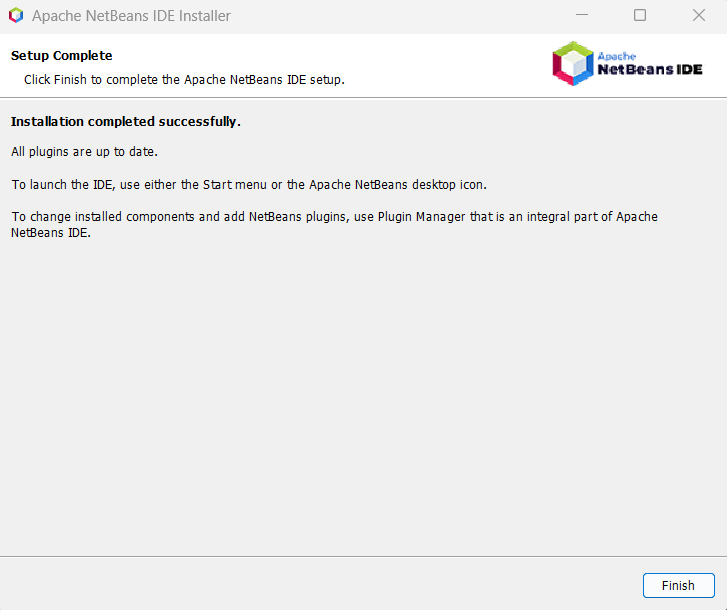 Apache NetBeans IDE Installer
Setup Complete
Click Finish to complete the Apache NetBeans IDE setup.
Apache
NetBeans IDE
Installation completed successfully.
All plugins are up to date.
To launch the IDE, use either the Start menu or the Apache NetBeans desktop icon.
To change installed components and add NetBeans plugins, use Plugin Manager that is an integral part of Apache
NetBeans IDE.
Finish